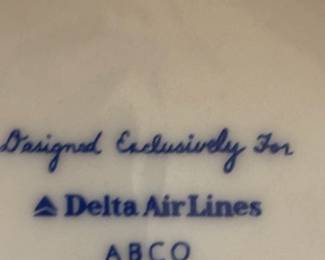 Designed Exclusively For
Delta Air Lines
ABCO